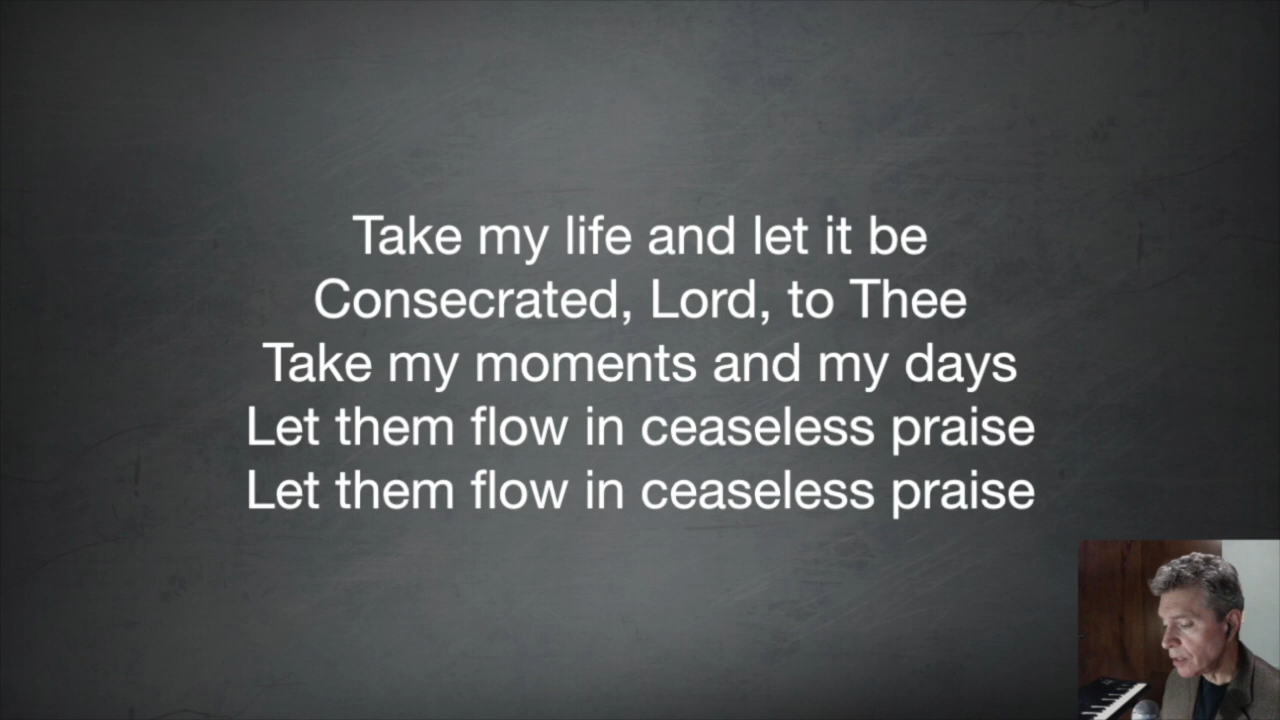 Take my life and let it be
Consecrated, Lord, to Thee
Take my moments and my days
Let them flow in ceaseless praise
Let them flow in ceaseless praise